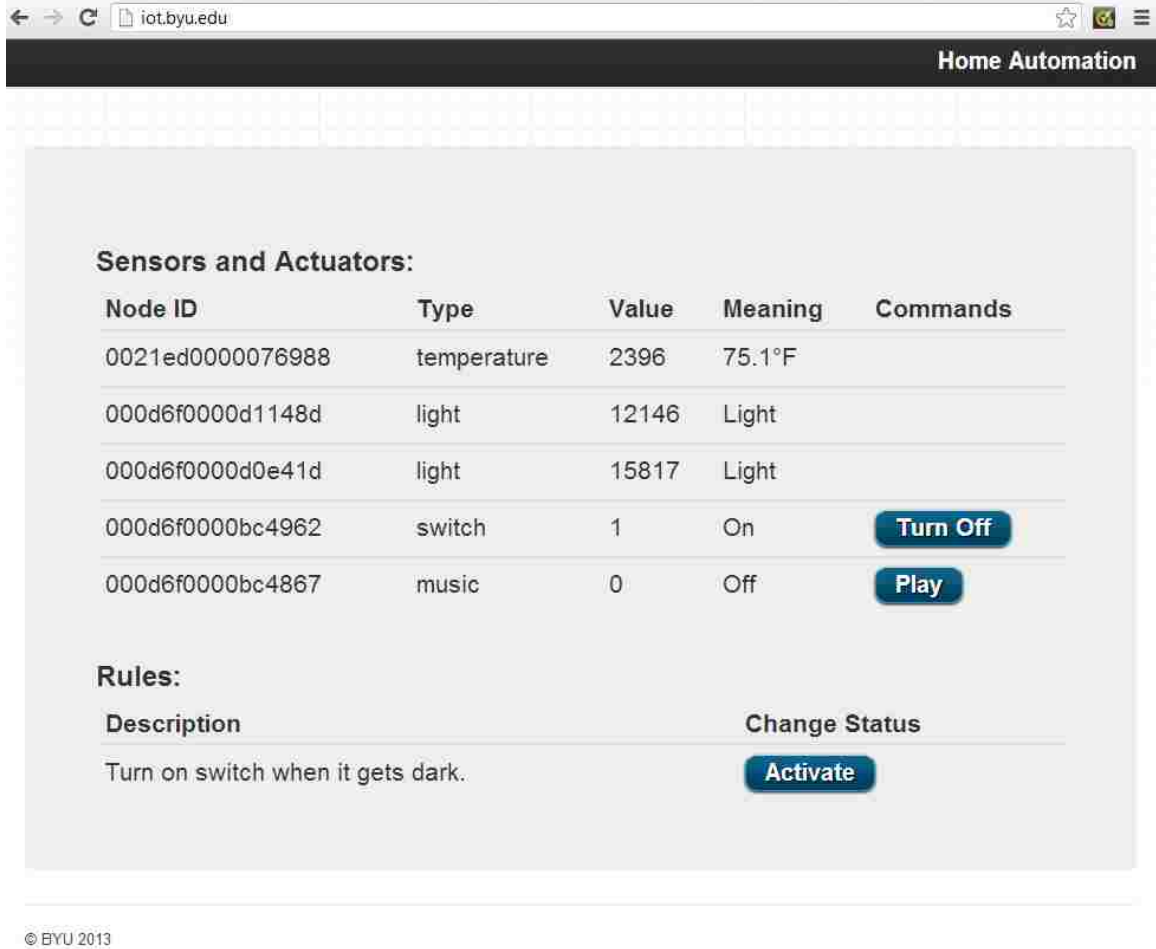 iot.byu.edu
Home Automation
Sensors and Actuators:
Node ID Type Value Meaning Commands
0021ed0000076988 temperature 2396 75.1°F
000d6f0000d1148d light 12146 Light
000d6f0000d0e41d light 15817 Light
000d6f0000bc4962 switch 1 On Turn Off
000d6f0000bc4867 music 0 Off Play
Rules:
Description Change Status
Turn on switch when it gets dark. Activate
© BYU 2013